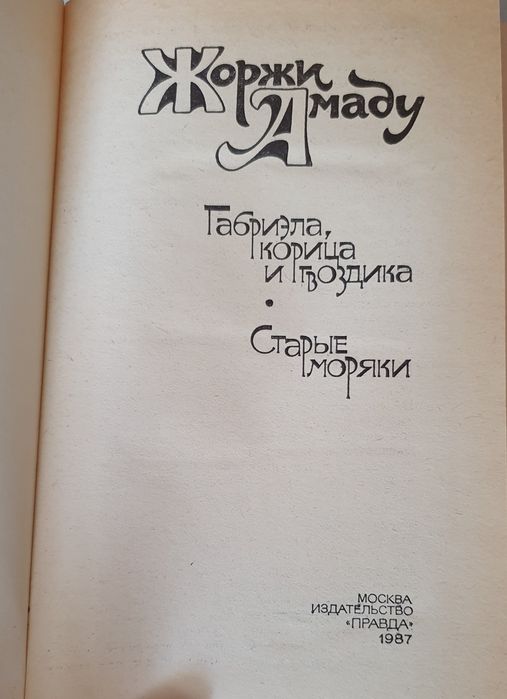 Жоржи
Амаду
Габриэла,
корица
и гвоздика
•
Старые
моряки
МОСКВА
ИЗДАТЕЛЬСТВО
«ПРАВДА»
1987